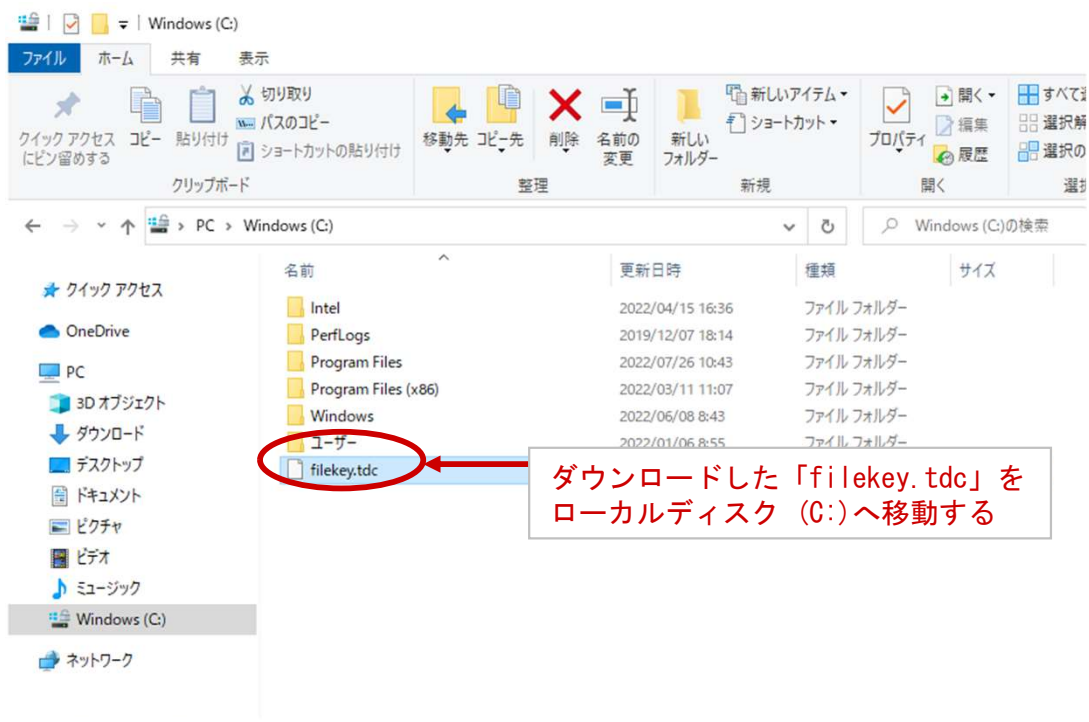 Windows (C:)
ファイル ホーム 共有 表示
クイック アクセス
にピン留めする
コピー
貼り付け
切り取り
パスのコピー
ショートカットの貼り付け
クリップボード
移動先
コピー先
削除
名前の
変更
整理
新しい
フォルダー
新しいアイテム
ショートカット
新規
プロパティ
開く
編集
履歴
開く
すべて
選択解
選択の
PC Windows (C:)
Windows (C:)の検索
クイック アクセス
OneDrive
PC
3D オブジェクト
ダウンロード
デスクトップ
ドキュメント
ピクチャ
ビデオ
ミュージック
Windows (C:)
ネットワーク
名前 更新日時 種類 サイズ
Intel 2022/04/15 16:36 ファイル フォルダー
PerfLogs 2019/12/07 18:14 ファイル フォルダー
Program Files 2022/07/26 10:43 ファイル フォルダー
Program Files (x86) 2022/03/11 11:07 ファイル フォルダー
Windows 2022/06/08 8:43 ファイル フォルダー
ユーザー 2022/01/06 8:55 ファイル フォルダー
filekey.tdc
ダウンロードした「filekey.tdc」を
ローカルディスク (C:)へ移動する